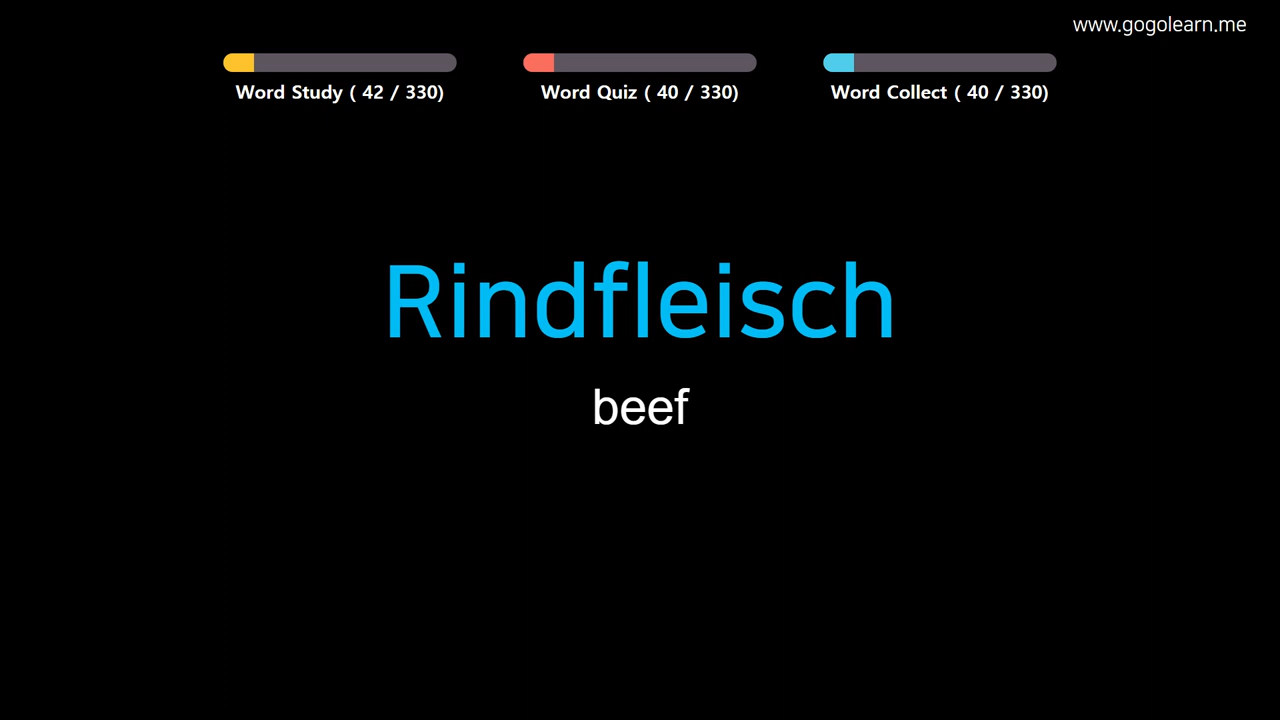 www.gogolearn.me
Word Study ( 42 / 330)
Word Quiz ( 40 / 330)
Word Collect ( 40 / 330)
Rindfleisch
beef